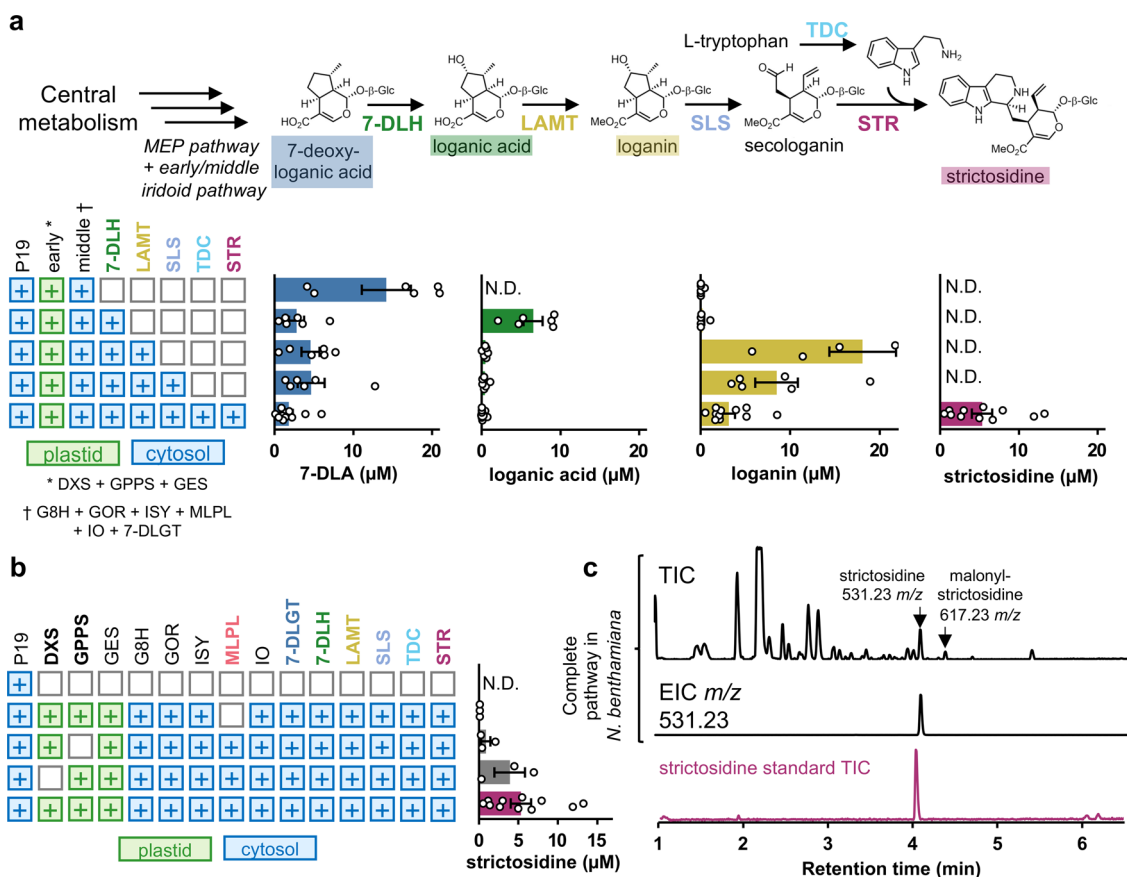 a
L-tryptophan
TDC
NH2
N
H
Central
metabolism
MEP pathway
+ early/middle
iridoid pathway
H
O-β-Glc
H
HO2C
O
7-deoxy-
loganic acid
7-DLH
HO
H
O-β-Glc
H
HO2C
O
loganic acid
LAMT
HO
H
O-β-Glc
H
MeO2C
O
loganin
SLS
O
H
O-β-Glc
MeO2C
O
secologanin
STR
NH
N
H
H
H
O-β-Glc
MeO2C
O
strictosidine
P19
early *
middle †
7-DLH
LAMT
SLS
TDC
STR
+ + +
+ + + +
+ + + + +
+ + + + + +
+ + + + + + + +
plastid
cytosol
* DXS + GPPS + GES
† G8H + GOR + ISY + MLPL
+ IO + 7-DLGT
0 10 20
7-DLA (μM)
N.D.
0 10 20
loganic acid (μM)
0 10 20
loganin (μM)
N.D.
N.D.
N.D.
N.D.
0 10 20
strictosidine (μM)
b
P19
DXS
GPPS
GES
G8H
GOR
ISY
MLPL
IO
7-DLGT
7-DLH
LAMT
SLS
TDC
STR
+
+ + + + + + + + + + + + + +
+ + + + + + + + + + + + + +
+ + + + + + + + + + + + + +
+ + + + + + + + + + + + + + +
plastid
cytosol
N.D.
0 5 10 15
strictosidine (μM)
c
Complete
pathway in
N. benthamiana
TIC
strictosidine
531.23 m/z
malonyl-
strictosidine
617.23 m/z
EIC m/z
531.23
strictosidine standard TIC
1 2 3 4 5 6
Retention time (min)